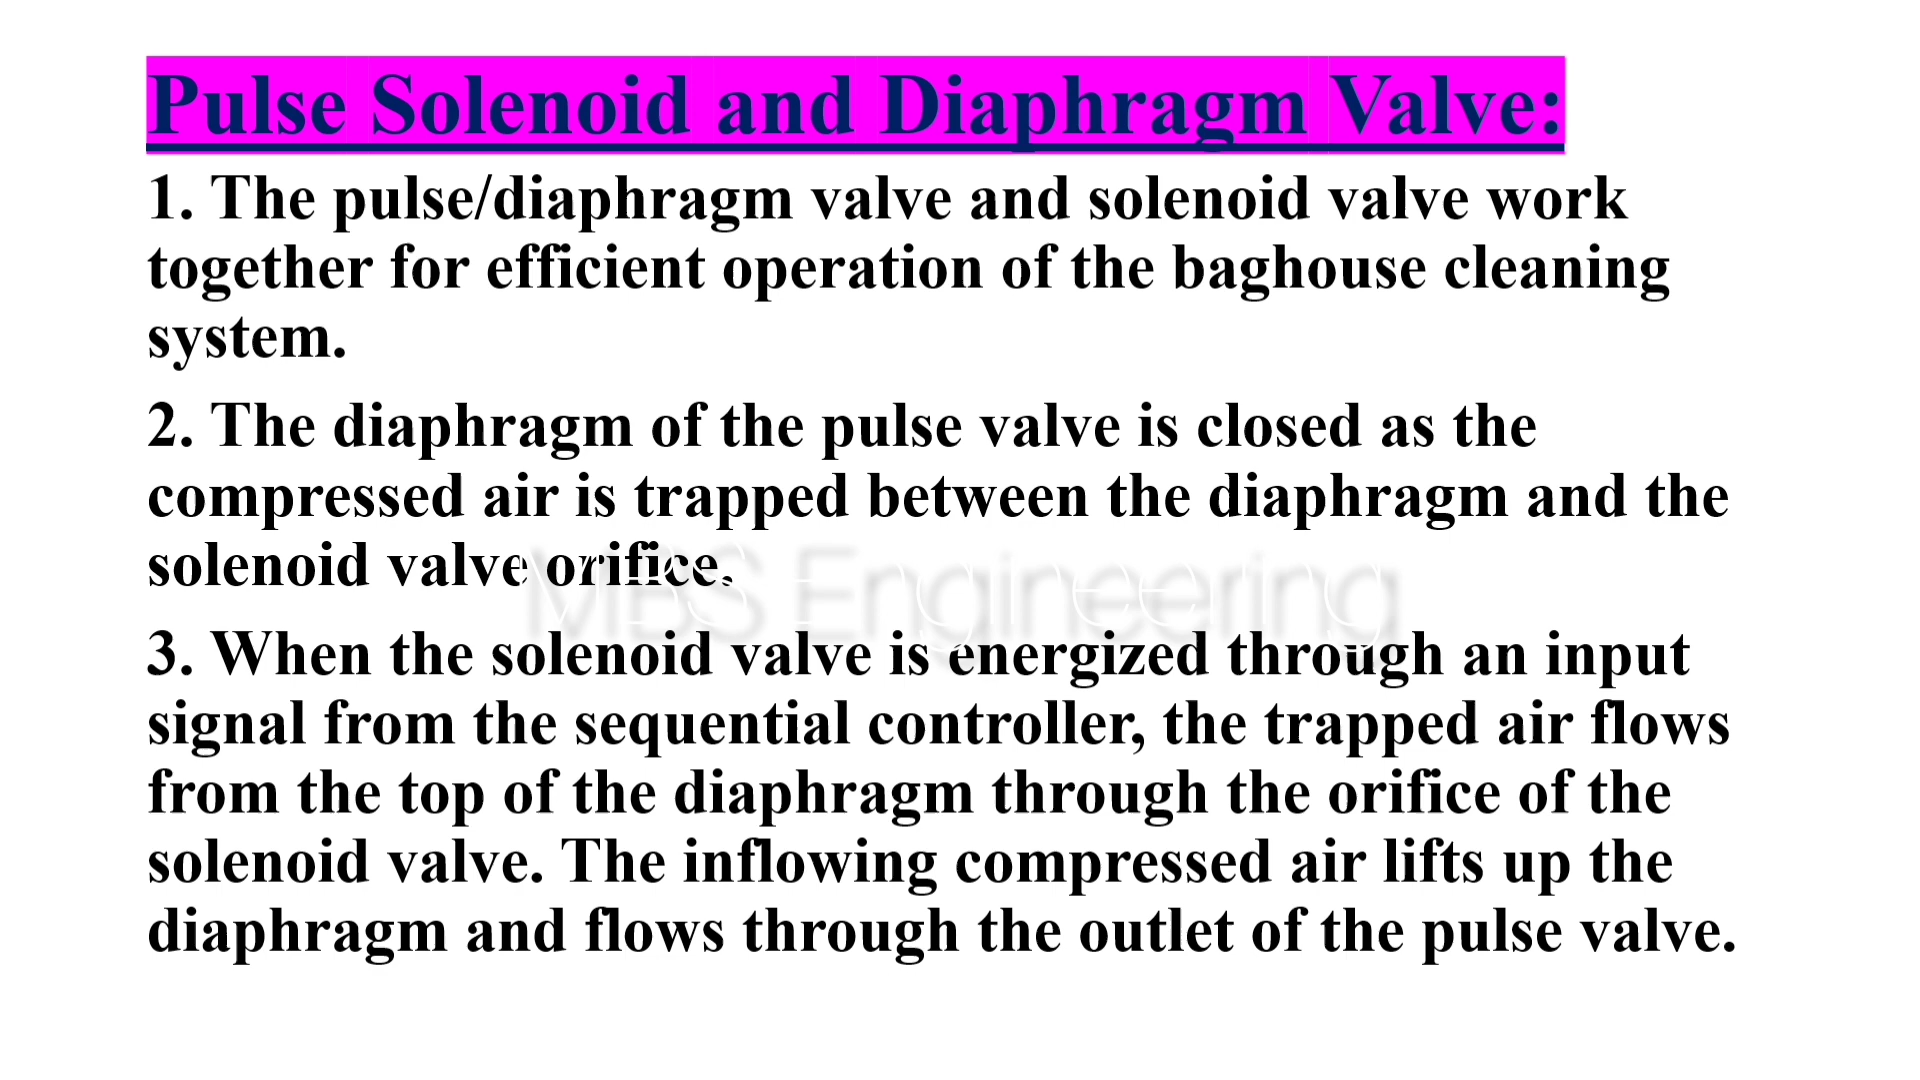 Pulse Solenoid and Diaphragm Valve:
1. The pulse/diaphragm valve and solenoid valve work
together for efficient operation of the baghouse cleaning
system.
2. The diaphragm of the pulse valve is closed as the
compressed air is trapped between the diaphragm and the
solenoid valve orifice.
MBS Engineering
3. When the solenoid valve is energized through an input
signal from the sequential controller, the trapped air flows
from the top of the diaphragm through the orifice of the
solenoid valve. The inflowing compressed air lifts up the
diaphragm and flows through the outlet of the pulse valve.